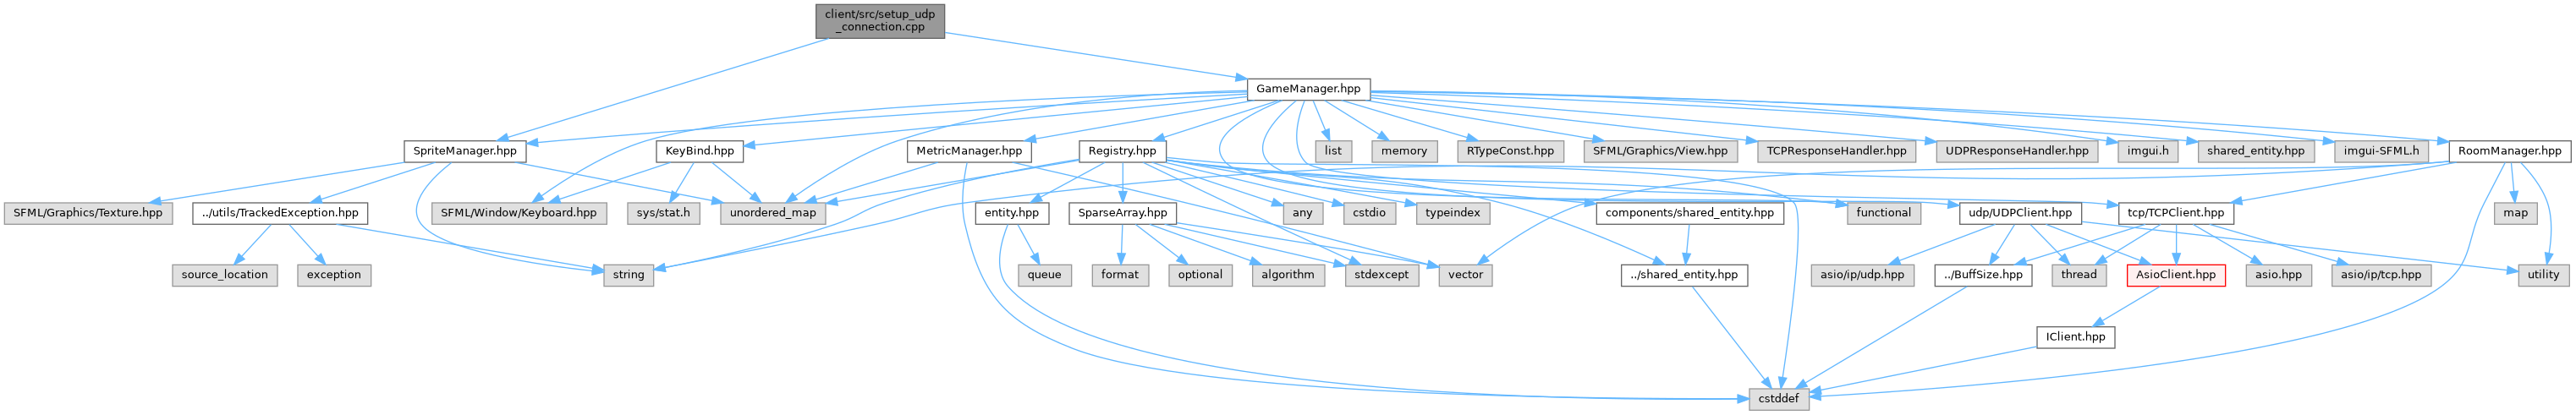 client/src/setup_udp
_connection.cpp
GameManager.hpp
SpriteManager.hpp
KeyBind.hpp
MetricManager.hpp
Registry.hpp
list
memory
RTypeConst.hpp
SFML/Graphics/View.hpp
TCPResponseHandler.hpp
UDPResponseHandler.hpp
imgui.h
shared_entity.hpp
imgui-SFML.h
RoomManager.hpp
SFML/Graphics/Texture.hpp
../utils/TrackedException.hpp
SFML/Window/Keyboard.hpp
sys/stat.h
unordered_map
entity.hpp
SparseArray.hpp
any
cstdio
typeindex
components/shared_entity.hpp
functional
udp/UDPClient.hpp
tcp/TCPClient.hpp
map
source_location
exception
string
queue
format
optional
algorithm
stdexcept
vector
../shared_entity.hpp
asio/ip/udp.hpp
../BuffSize.hpp
thread
AsioClient.hpp
asio.hpp
asio/ip/tcp.hpp
utility
IClient.hpp
cstddef